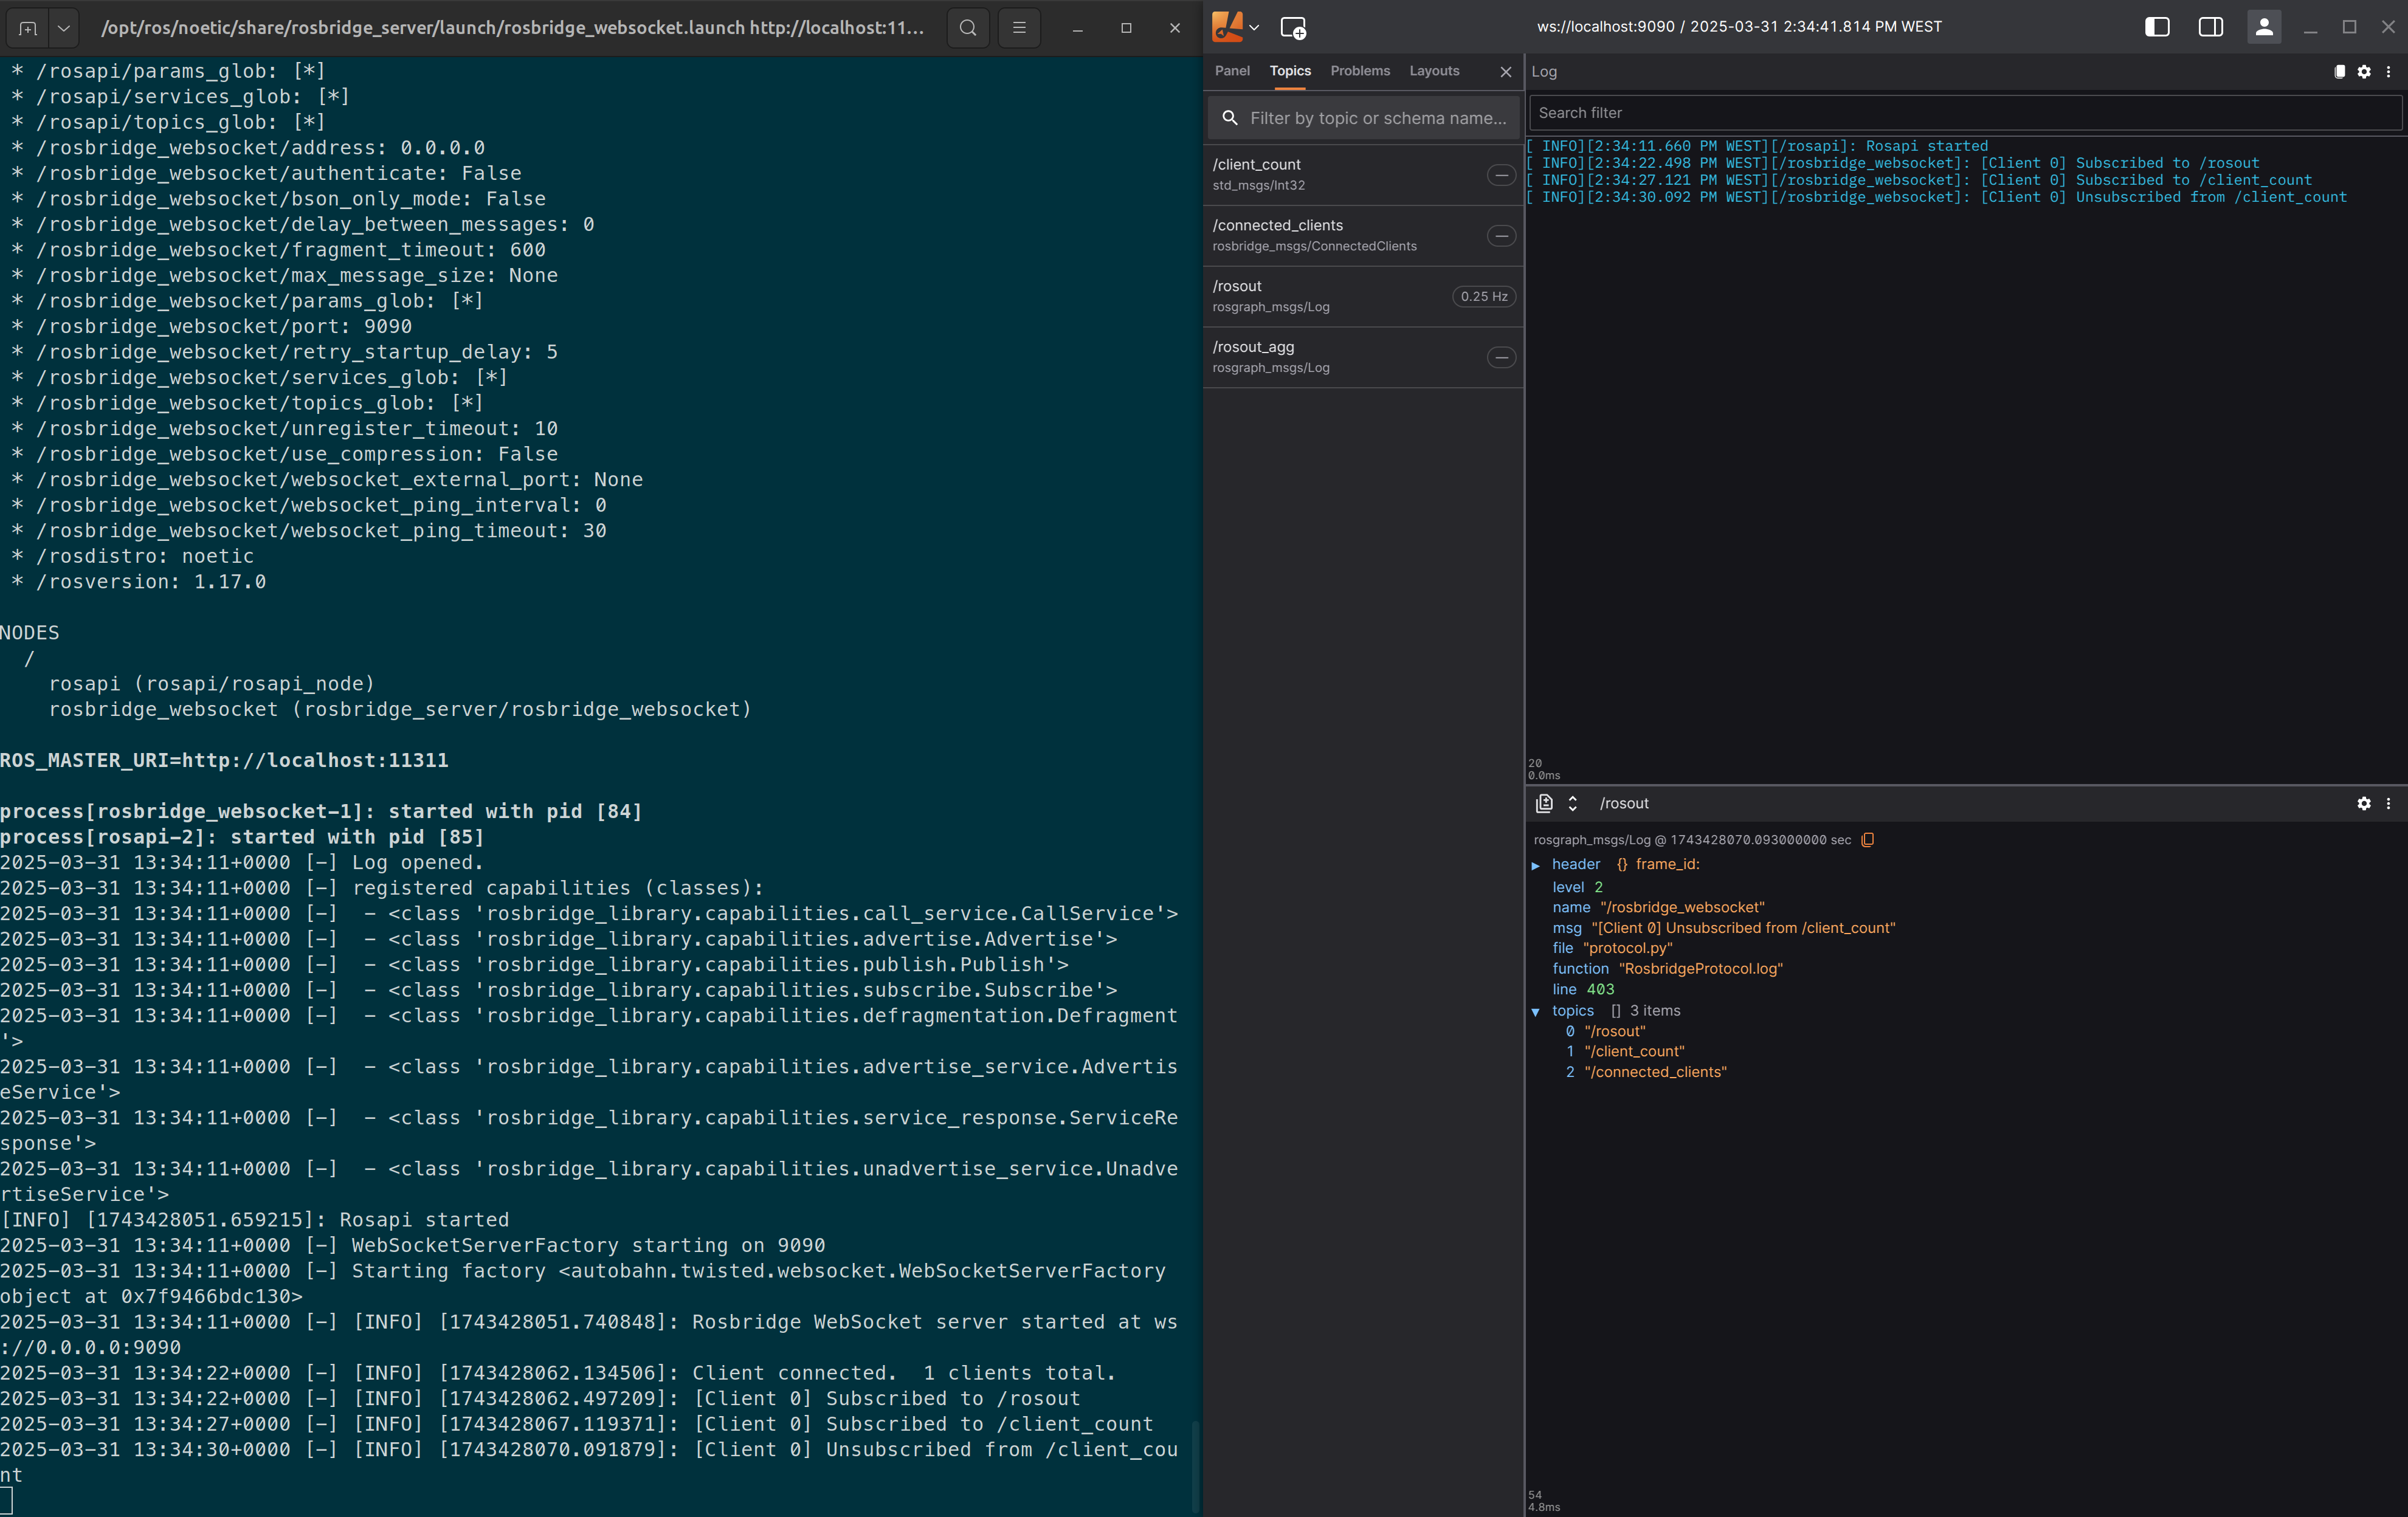 /opt/ros/noetic/share/rosbridge_server/launch/rosbridge_websocket.launch http://localhost:11...
* /rosapi/params_glob: [*]
* /rosapi/services_glob: [*]
* /rosapi/topics_glob: [*]
* /rosbridge_websocket/address: 0.0.0.0
* /rosbridge_websocket/authenticate: False
* /rosbridge_websocket/bson_only_mode: False
* /rosbridge_websocket/delay_between_messages: 0
* /rosbridge_websocket/fragment_timeout: 600
* /rosbridge_websocket/max_message_size: None
* /rosbridge_websocket/params_glob: [*]
* /rosbridge_websocket/port: 9090
* /rosbridge_websocket/retry_startup_delay: 5
* /rosbridge_websocket/services_glob: [*]
* /rosbridge_websocket/topics_glob: [*]
* /rosbridge_websocket/unregister_timeout: 10
* /rosbridge_websocket/use_compression: False
* /rosbridge_websocket/websocket_external_port: None
* /rosbridge_websocket/websocket_ping_interval: 0
* /rosbridge_websocket/websocket_ping_timeout: 30
* /rosdistro: noetic
* /rosversion: 1.17.0
NODES
/
rosapi (rosapi/rosapi_node)
rosbridge_websocket (rosbridge_server/rosbridge_websocket)
ROS_MASTER_URI=http://localhost:11311
process[rosbridge_websocket-1]: started with pid [84]
process[rosapi-2]: started with pid [85]
2025-03-31 13:34:11+0000 [-] Log opened.
2025-03-31 13:34:11+0000 [-] registered capabilities (classes):
2025-03-31 13:34:11+0000 [-]  - <class 'rosbridge_library.capabilities.call_service.CallService'>
2025-03-31 13:34:11+0000 [-]  - <class 'rosbridge_library.capabilities.advertise.Advertise'>
2025-03-31 13:34:11+0000 [-]  - <class 'rosbridge_library.capabilities.publish.Publish'>
2025-03-31 13:34:11+0000 [-]  - <class 'rosbridge_library.capabilities.subscribe.Subscribe'>
2025-03-31 13:34:11+0000 [-]  - <class 'rosbridge_library.capabilities.defragmentation.Defragment
'>
2025-03-31 13:34:11+0000 [-]  - <class 'rosbridge_library.capabilities.advertise_service.Advertis
eService'>
2025-03-31 13:34:11+0000 [-]  - <class 'rosbridge_library.capabilities.service_response.ServiceRe
sponse'>
2025-03-31 13:34:11+0000 [-]  - <class 'rosbridge_library.capabilities.unadvertise_service.Unadve
rtiseService'>
[INFO] [1743428051.659215]: Rosapi started
2025-03-31 13:34:11+0000 [-] WebSocketServerFactory starting on 9090
2025-03-31 13:34:11+0000 [-] Starting factory <autobahn.twisted.websocket.WebSocketServerFactory
object at 0x7f9466bdc130>
2025-03-31 13:34:11+0000 [-] [INFO] [1743428051.740848]: Rosbridge WebSocket server started at ws
://0.0.0.0:9090
2025-03-31 13:34:22+0000 [-] [INFO] [1743428062.134506]: Client connected.  1 clients total.
2025-03-31 13:34:22+0000 [-] [INFO] [1743428062.497209]: [Client 0] Subscribed to /rosout
2025-03-31 13:34:27+0000 [-] [INFO] [1743428067.119371]: [Client 0] Subscribed to /client_count
2025-03-31 13:34:30+0000 [-] [INFO] [1743428070.091879]: [Client 0] Unsubscribed from /client_cou
nt
ws://localhost:9090 / 2025-03-31 2:34:41.814 PM WEST
Panel Topics Problems Layouts
Filter by topic or schema name...
/client_count
std_msgs/Int32
/connected_clients
rosbridge_msgs/ConnectedClients
/rosout
0.25 Hz
rosgraph_msgs/Log
/rosout_agg
rosgraph_msgs/Log
Log
Search filter
[ INFO][2:34:11.660 PM WEST][/rosapi]: Rosapi started
[ INFO][2:34:22.498 PM WEST][/rosbridge_websocket]: [Client 0] Subscribed to /rosout
[ INFO][2:34:27.121 PM WEST][/rosbridge_websocket]: [Client 0] Subscribed to /client_count
[ INFO][2:34:30.092 PM WEST][/rosbridge_websocket]: [Client 0] Unsubscribed from /client_count
20
0.0ms
/rosout
rosgraph_msgs/Log @ 1743428070.093000000 sec
header {} frame_id:
level 2
name "/rosbridge_websocket"
msg "[Client 0] Unsubscribed from /client_count"
file "protocol.py"
function "RosbridgeProtocol.log"
line 403
topics [] 3 items
0 "/rosout"
1 "/client_count"
2 "/connected_clients"
54
4.8ms